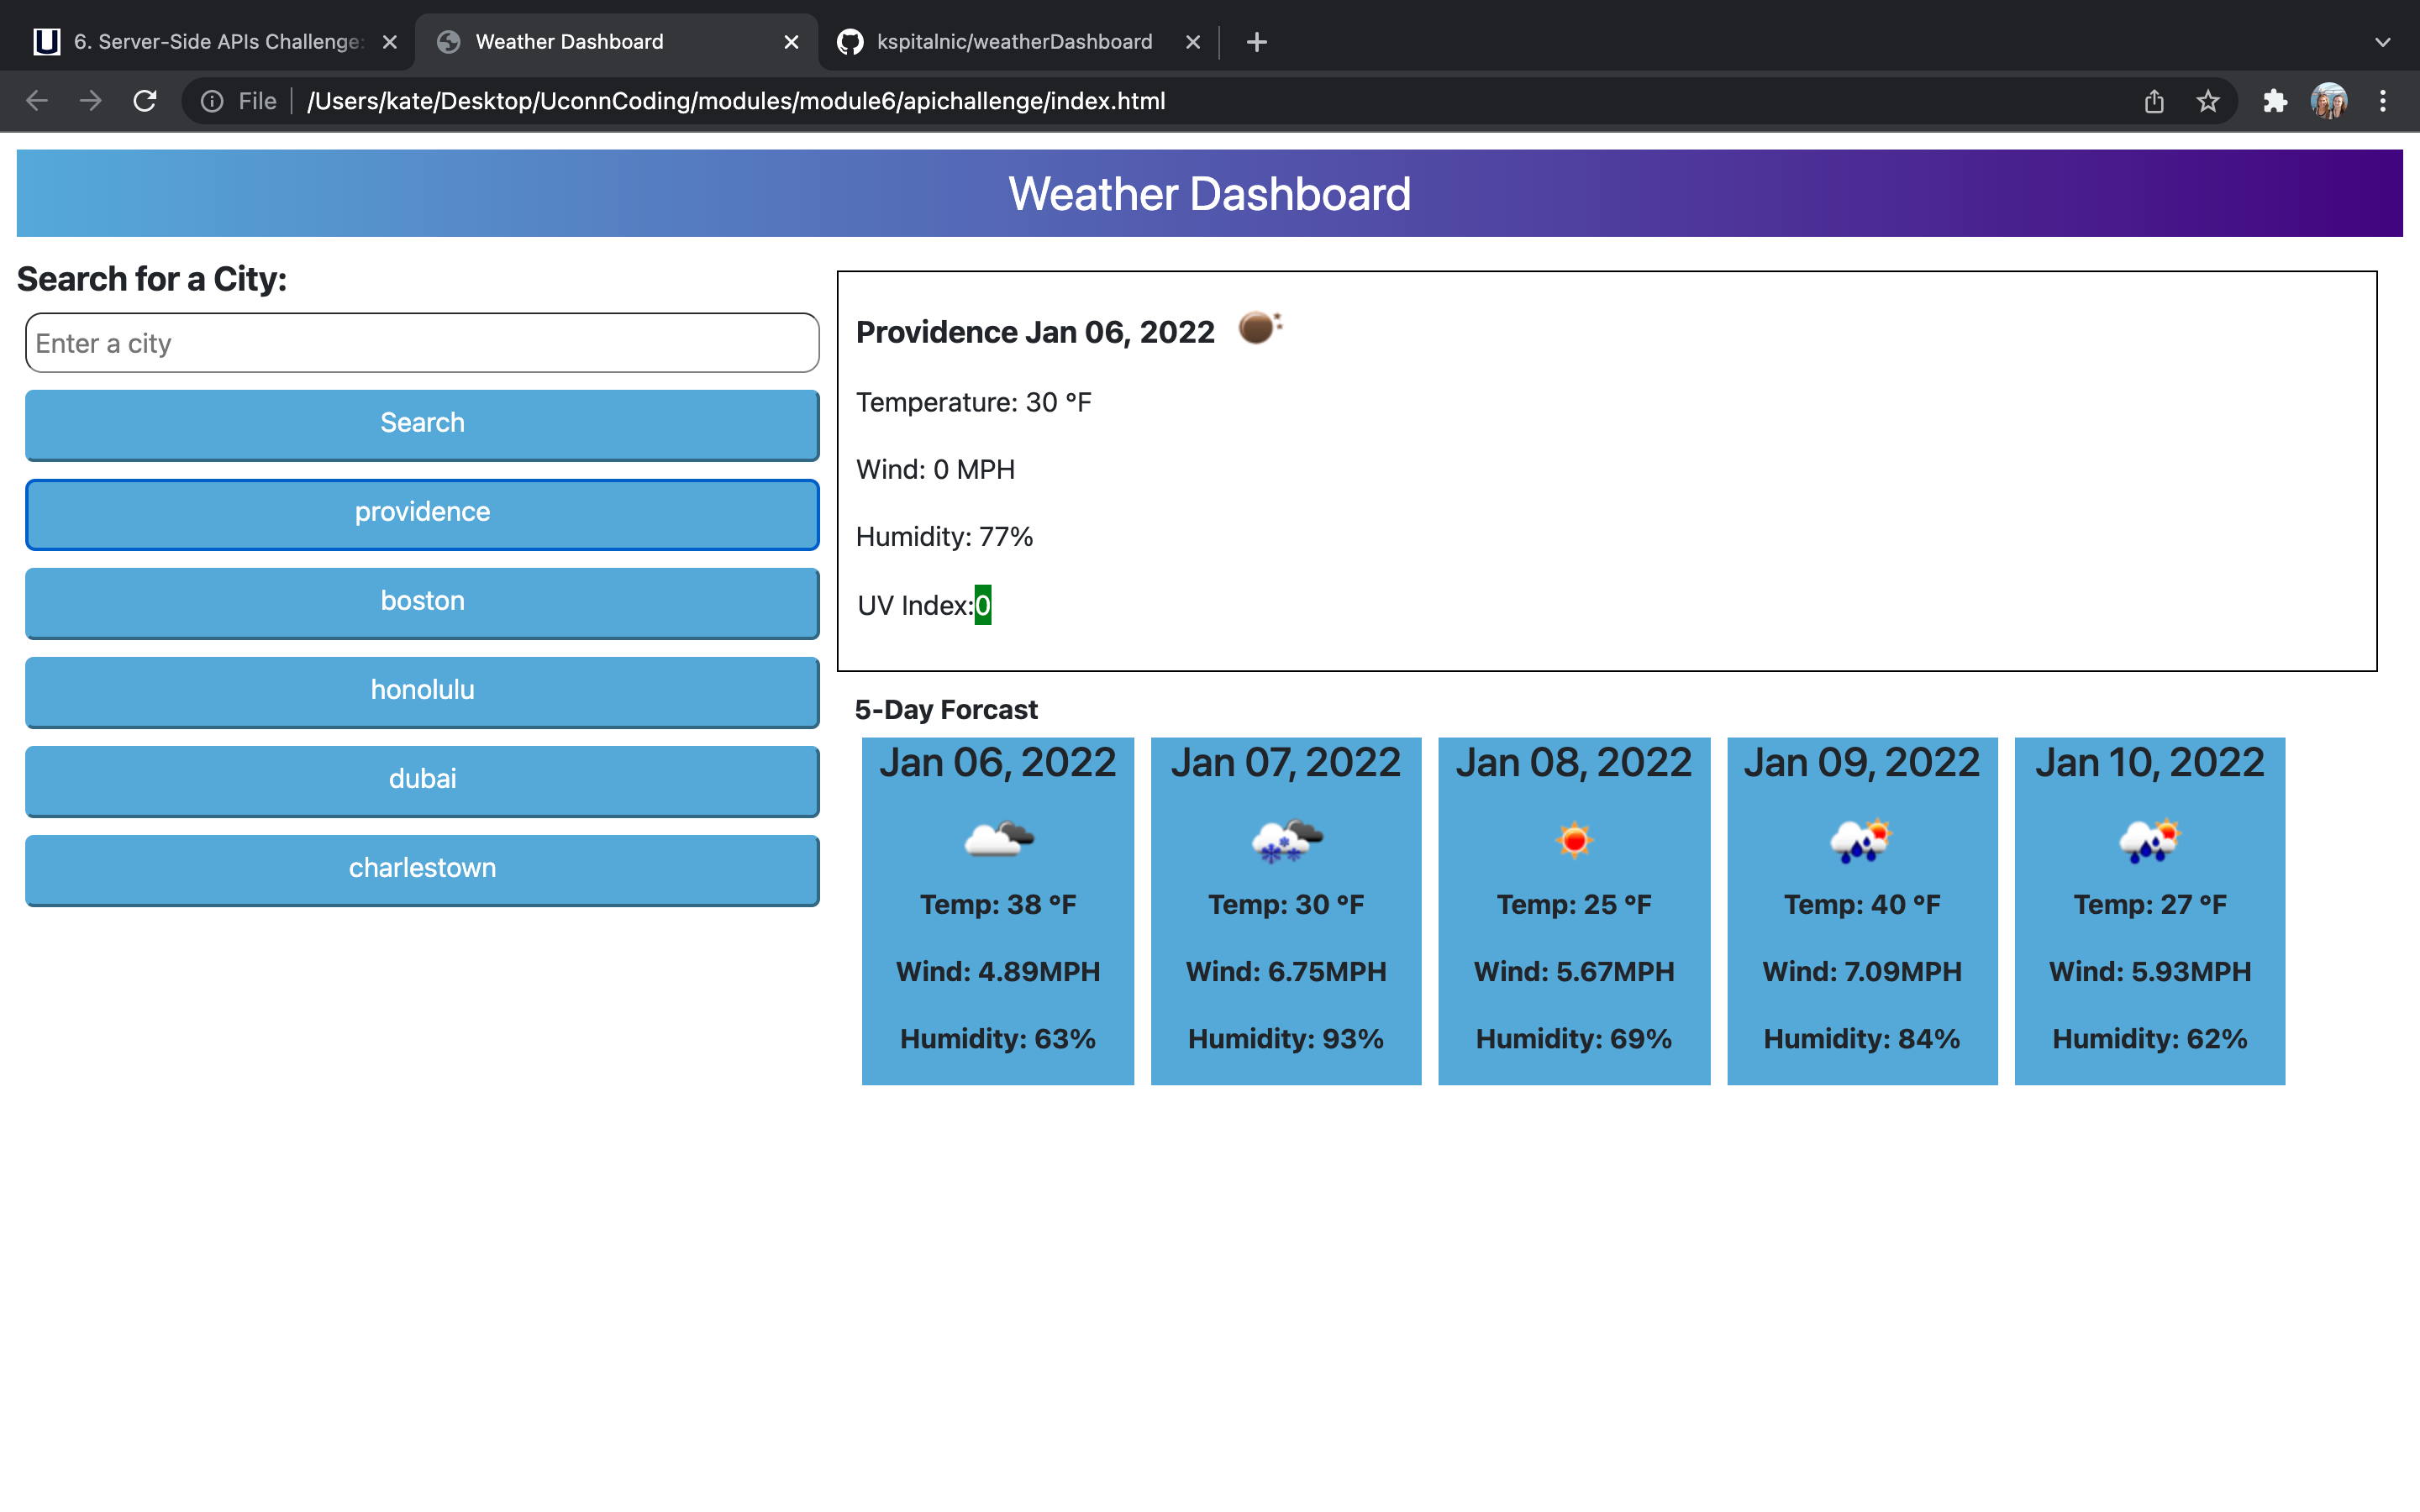 6. Server-Side APIs Challenge:
Weather Dashboard
kspitalnic/weatherDashboard
File
/Users/kate/Desktop/UconnCoding/modules/module6/apichallenge/index.html
Weather Dashboard
Search for a City:
Enter a city
Search
providence
boston
honolulu
dubai
charlestown
Providence Jan 06, 2022
Temperature: 30 °F
Wind: 0 MPH
Humidity: 77%
UV Index:0
5-Day Forcast
Jan 06, 2022
Temp: 38 °F
Wind: 4.89MPH
Humidity: 63%
Jan 07, 2022
Temp: 30 °F
Wind: 6.75MPH
Humidity: 93%
Jan 08, 2022
Temp: 25 °F
Wind: 5.67MPH
Humidity: 69%
Jan 09, 2022
Temp: 40 °F
Wind: 7.09MPH
Humidity: 84%
Jan 10, 2022
Temp: 27 °F
Wind: 5.93MPH
Humidity: 62%